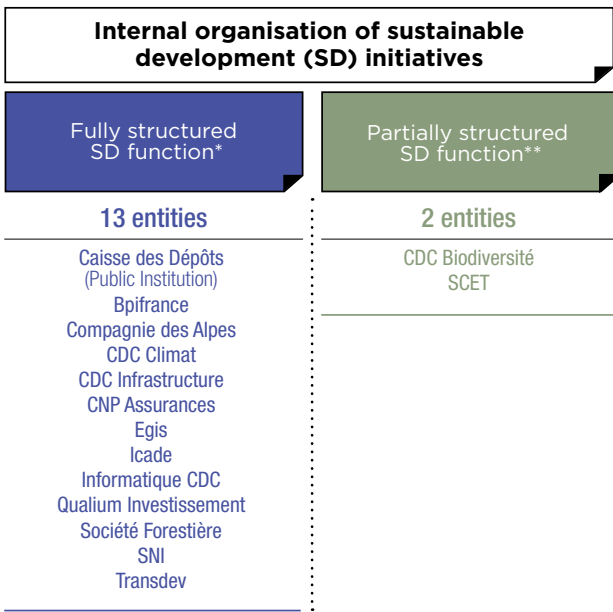 Internal organisation of sustainable
development (SD) initiatives
Fully structured
SD function*
13 entities
Caisse des Dépôts
(Public Institution)
Bpifrance
Compagnie des Alpes
CDC Climat
CDC Infrastructure
CNP Assurances
Egis
Icade
Informatique CDC
Qualium Investissement
Société Forestière
SNI
Transdev
Partially structured
SD function**
2 entities
CDC Biodiversité
SCET